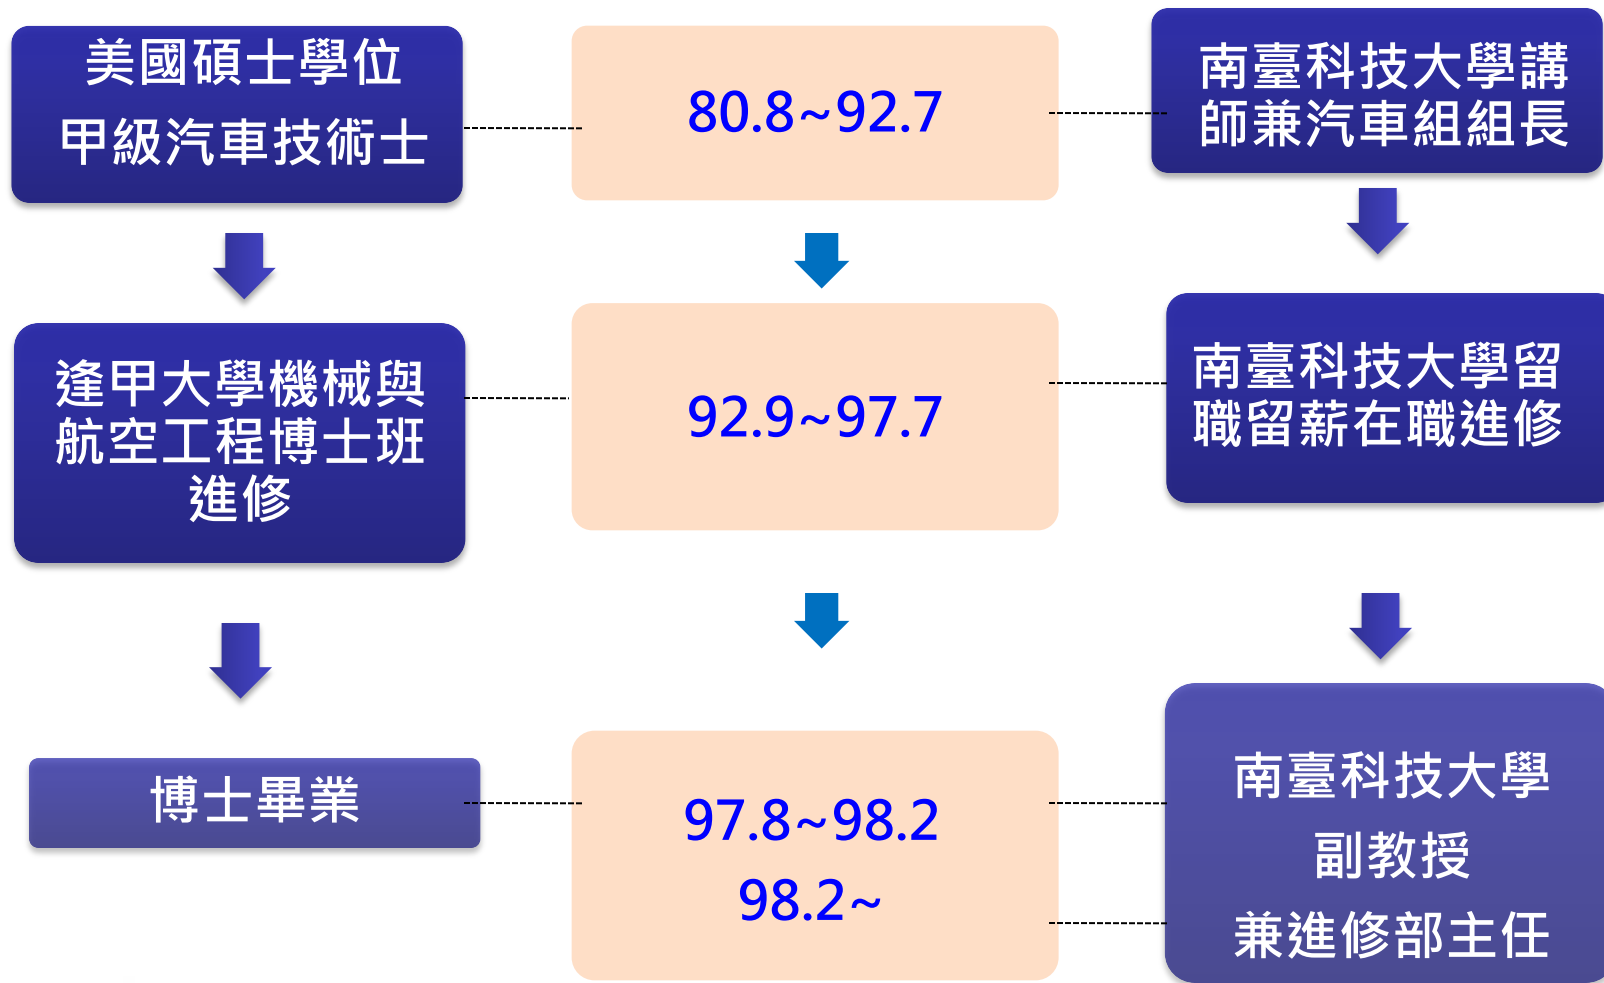 美國碩士學位
甲級汽車技術士
80.8~92.7
南臺科技大學講
師兼汽車組組長
逢甲大學機械與
航空工程博士班
進修
92.9~97.7
南臺科技大學留
職留薪在職進修
博士畢業
97.8~98.2
98.2~
南臺科技大學
副教授
兼進修部主任